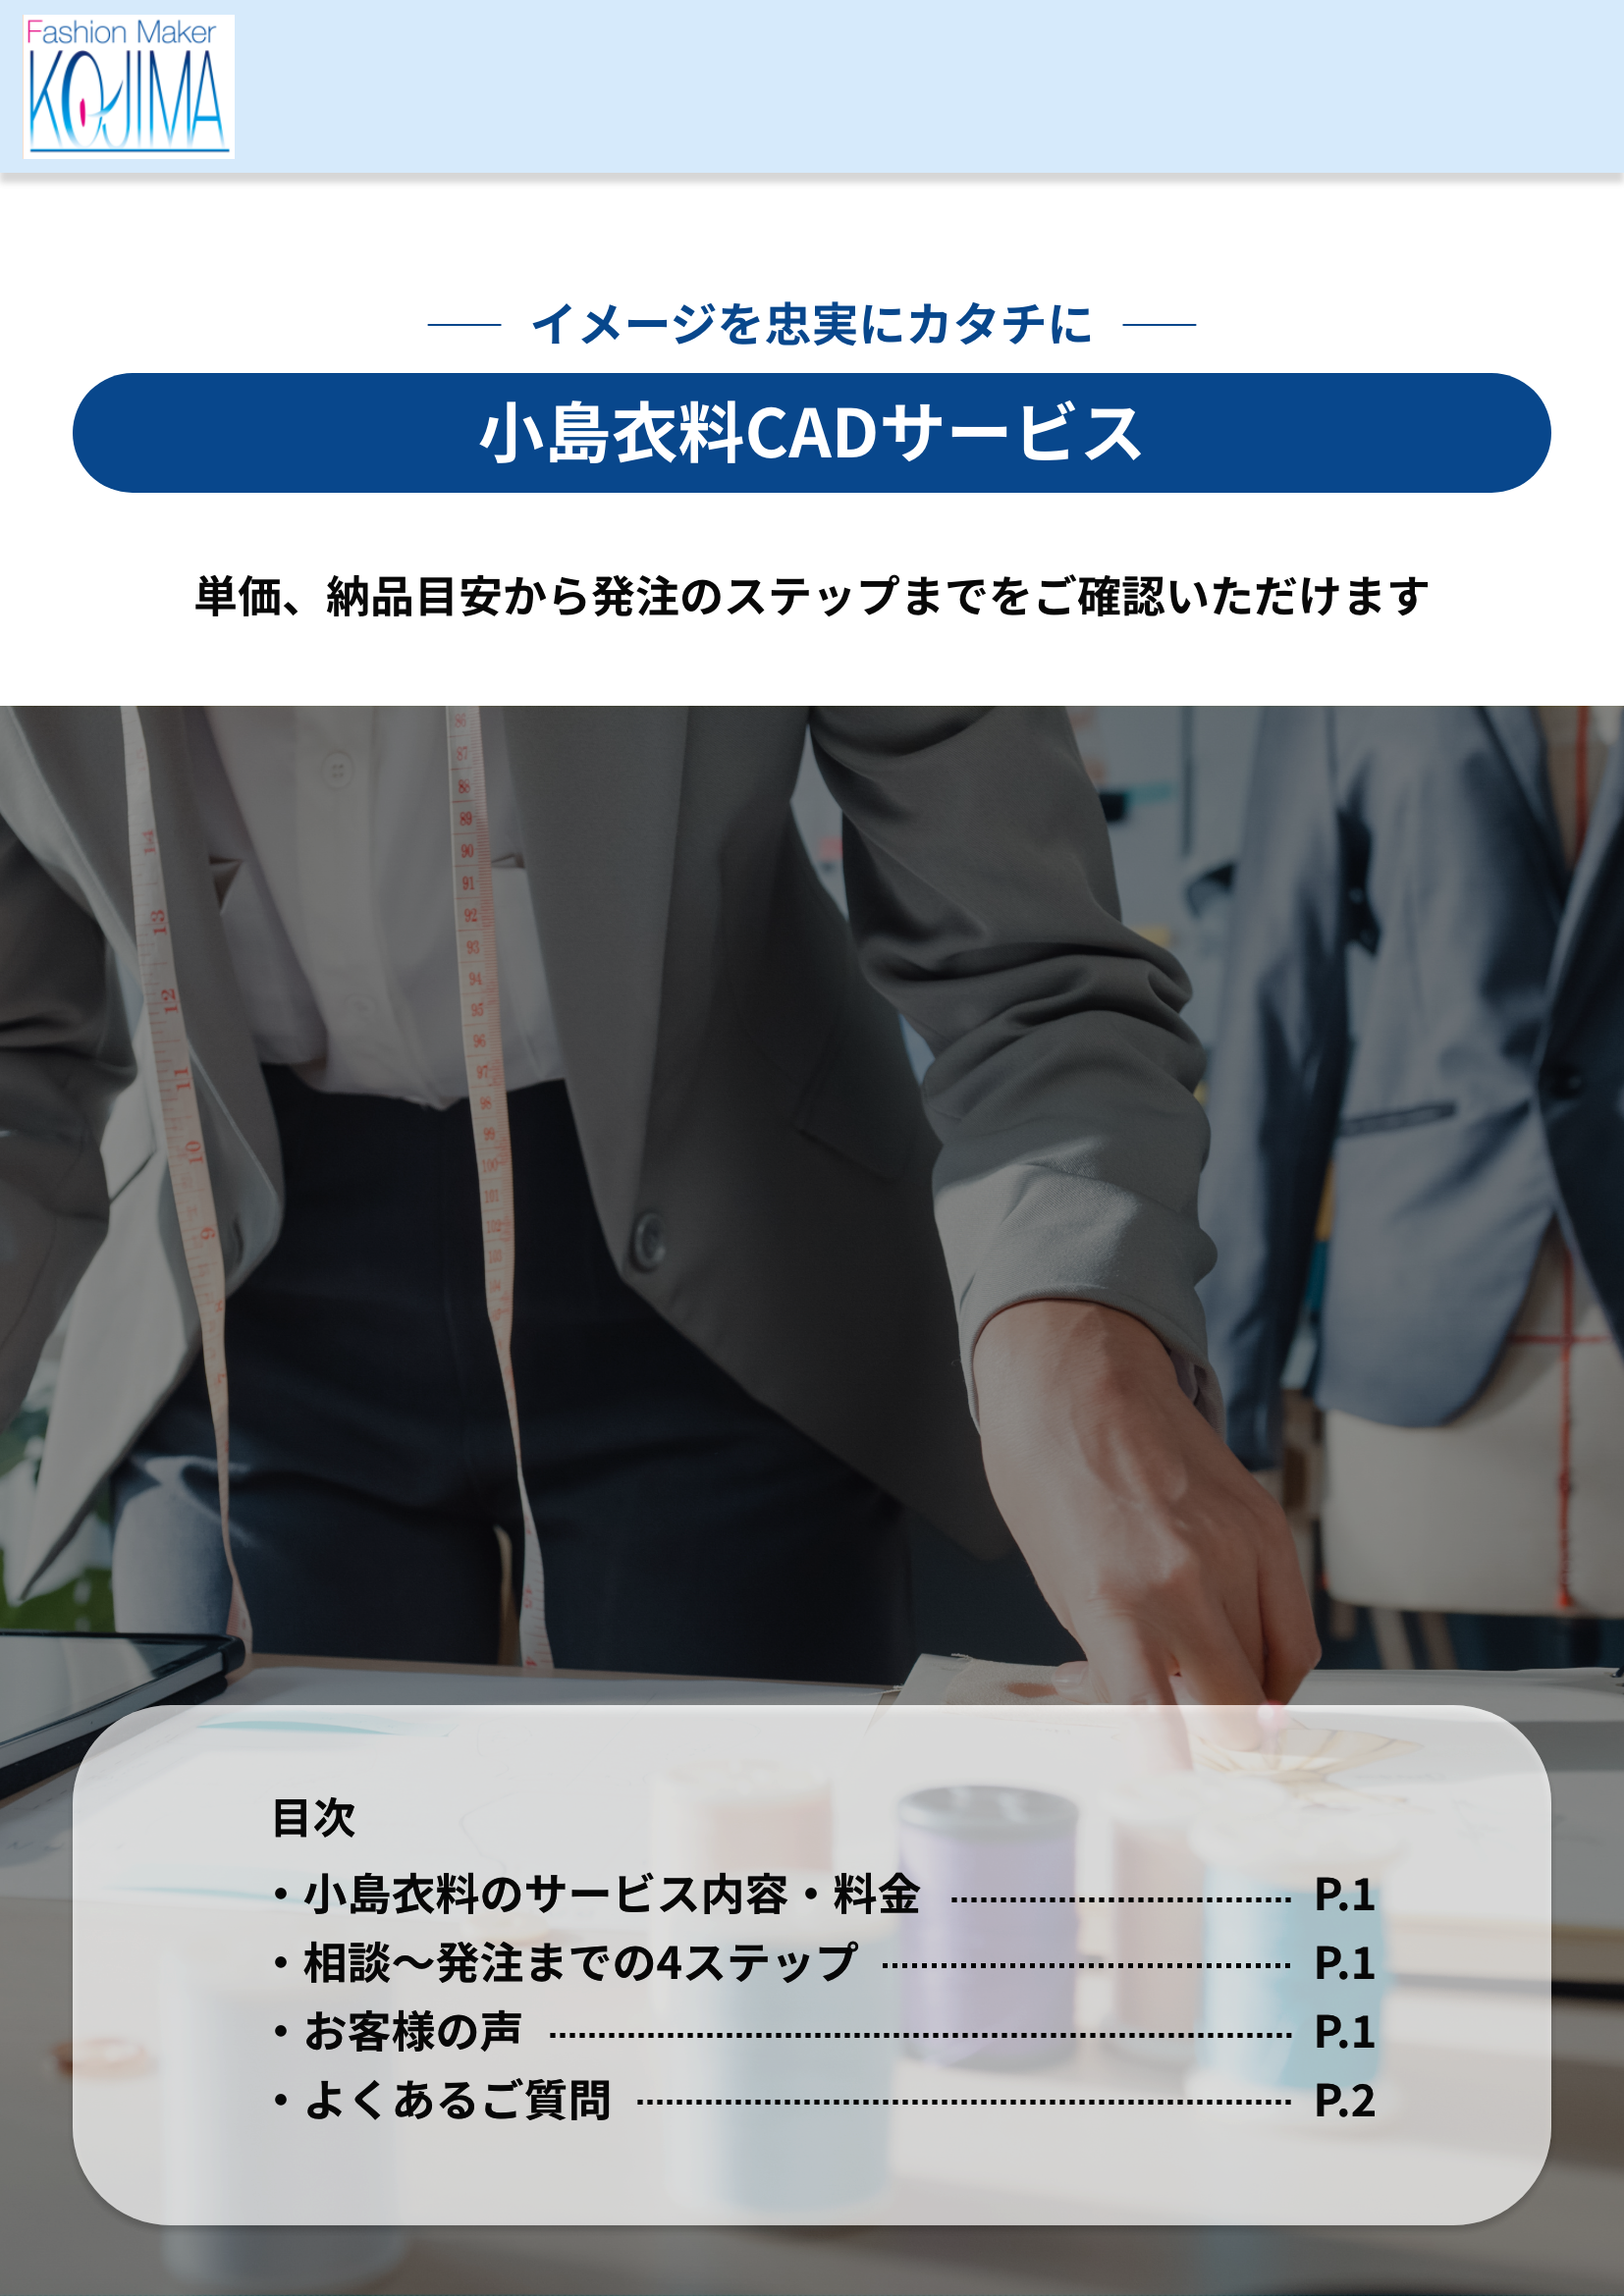 Fashion Maker
KOJIMA
イメージを忠実にカタチに
小島衣料CADサービス
単価、納品目安から発注のステップまでをご確認いただけます
目次
・小島衣料のサービス内容・料金 P.1
・相談〜発注までの4ステップ P.1
・お客様の声 P.1
・よくあるご質問 P.2